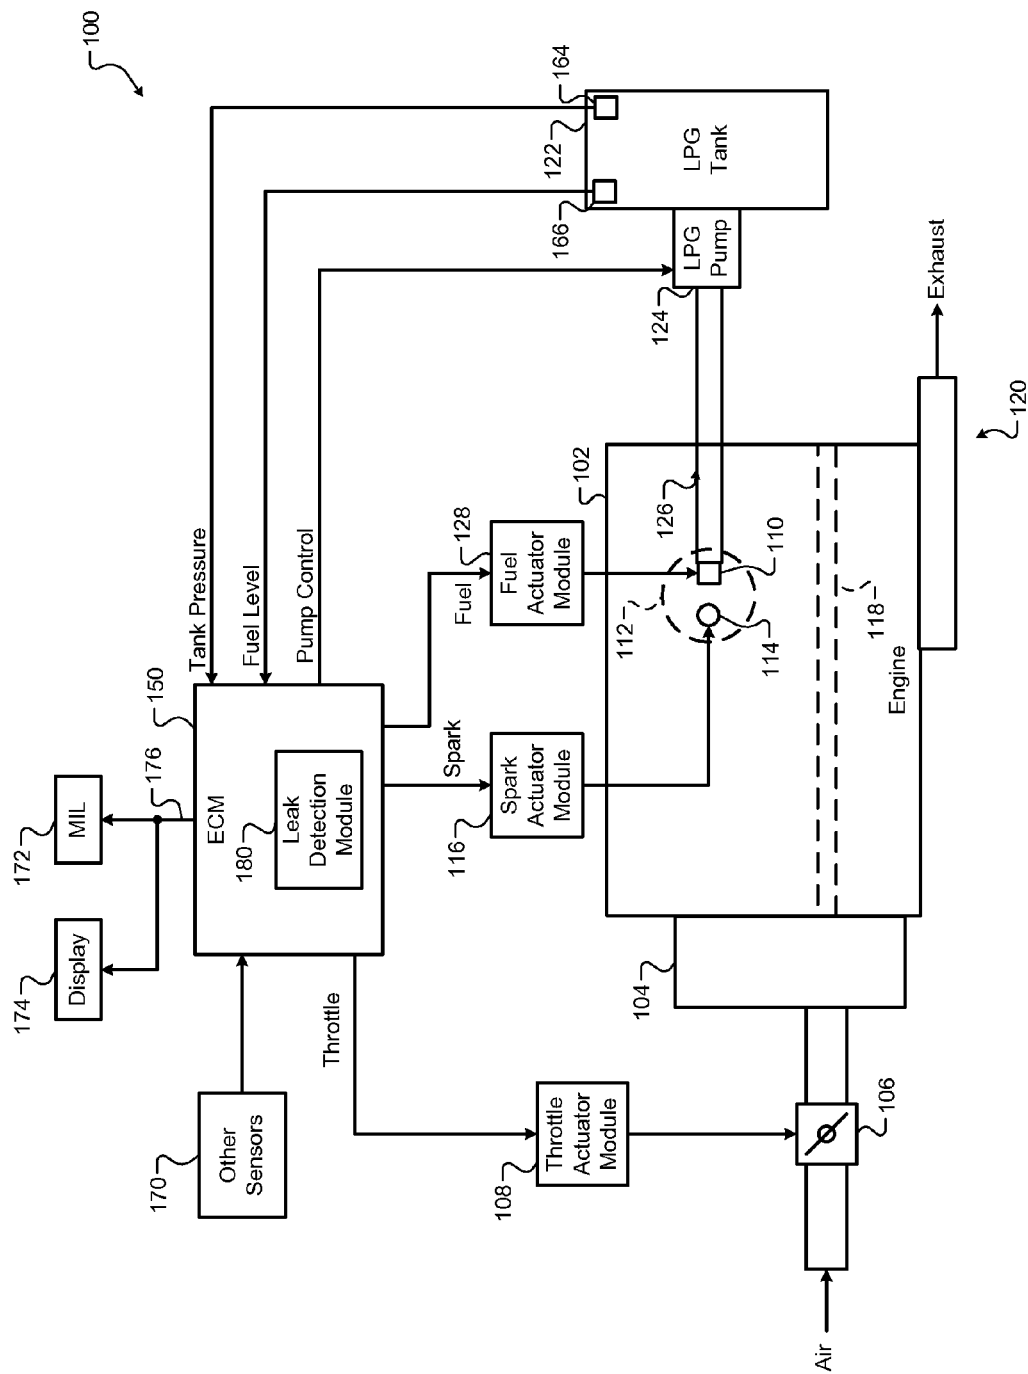 100
172
MIL
174
Display
176
150
ECM
180
Leak
Detection
Module
170
Other
Sensors
Tank Pressure
Fuel Level
Pump Control
164
122
166
LPG
Tank
LPG
Pump
124
Throttle
Spark
Fuel
128
Fuel
Actuator
Module
116
Spark
Actuator
Module
108
Throttle
Actuator
Module
102
126
112
110
114
118
Engine
104
106
Air
Exhaust
120